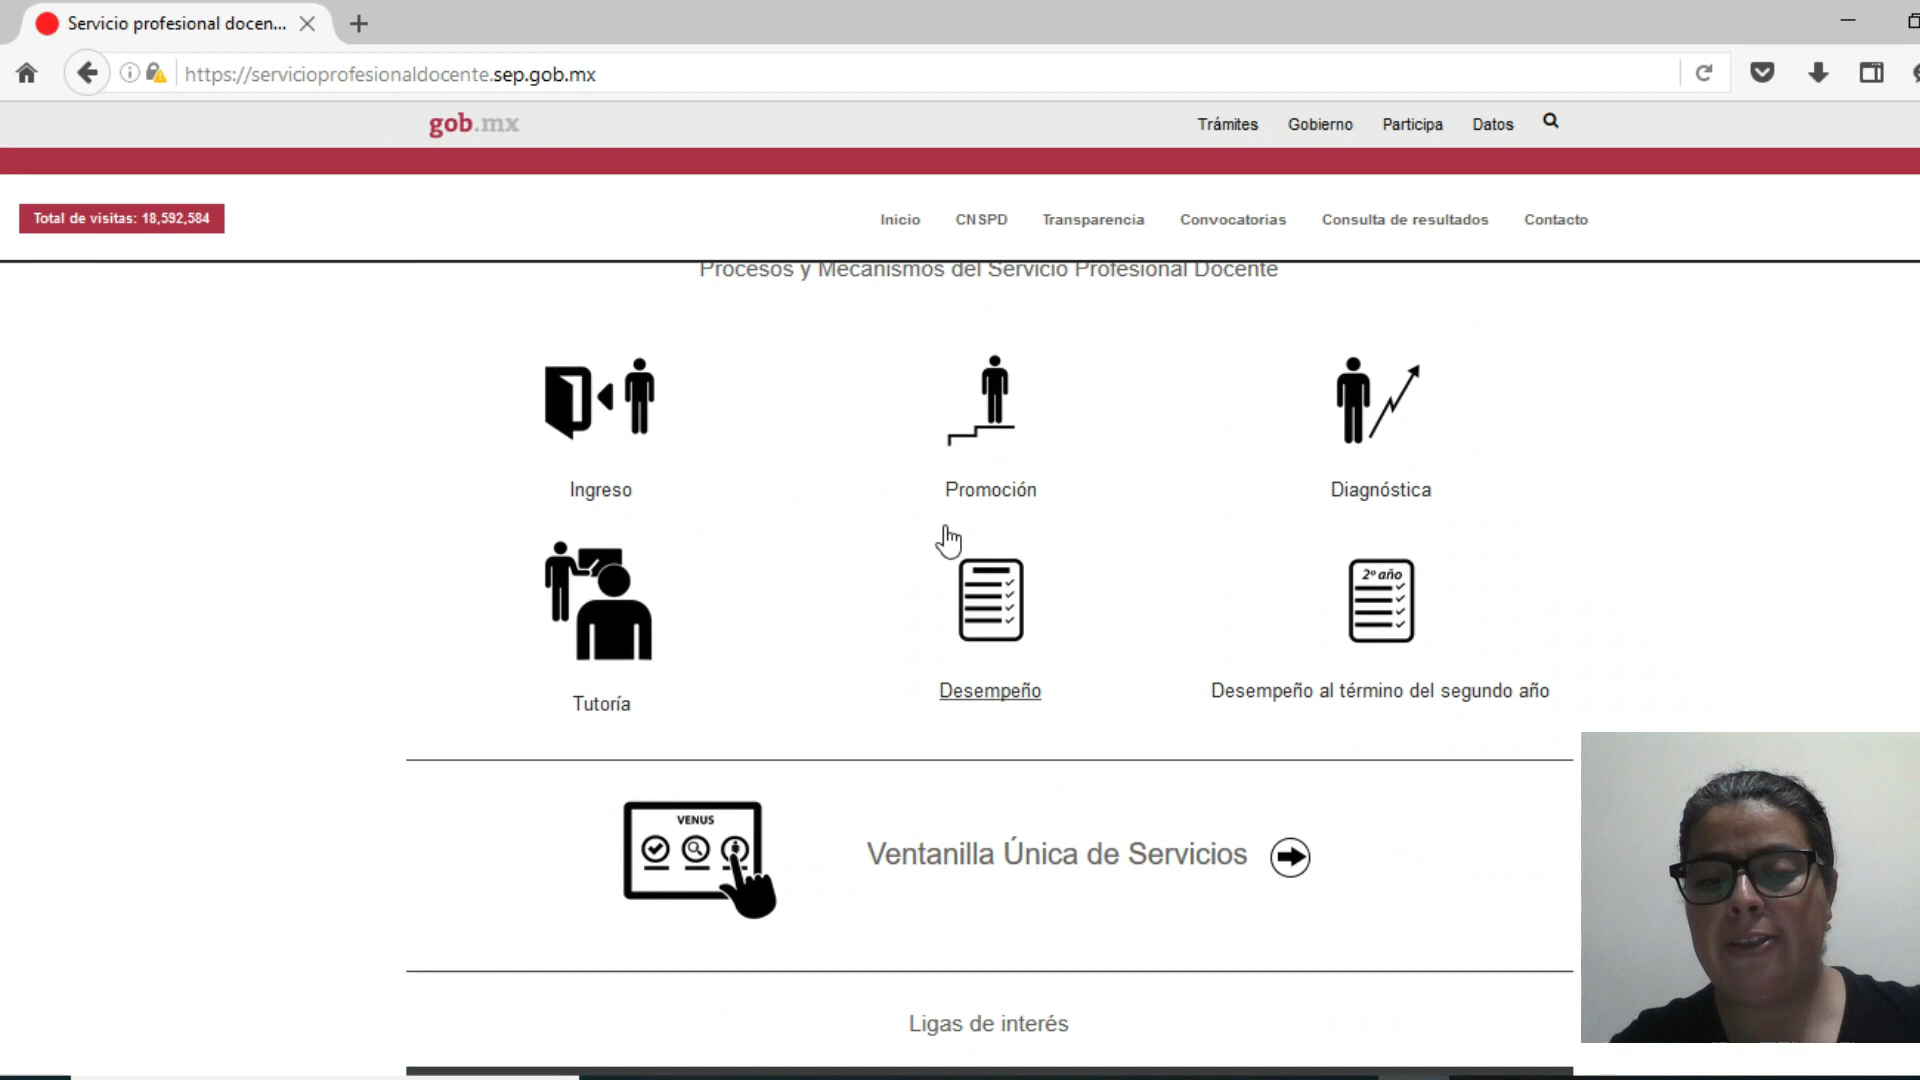 Servicio profesional docen...
https://servicioprofesionaldocente.sep.gob.mx
gob.mx
Trámites Gobierno Participa Datos
Total de visitas: 18,592,584
Inicio CNSPD Transparencia Convocatorias Consulta de resultados Contacto
Procesos y Mecanismos del Servicio Profesional Docente
Ingreso Promoción Diagnóstica
2º año
Tutoría Desempeño Desempeño al término del segundo año
VENUS
Ventanilla Única de Servicios
Ligas de interés